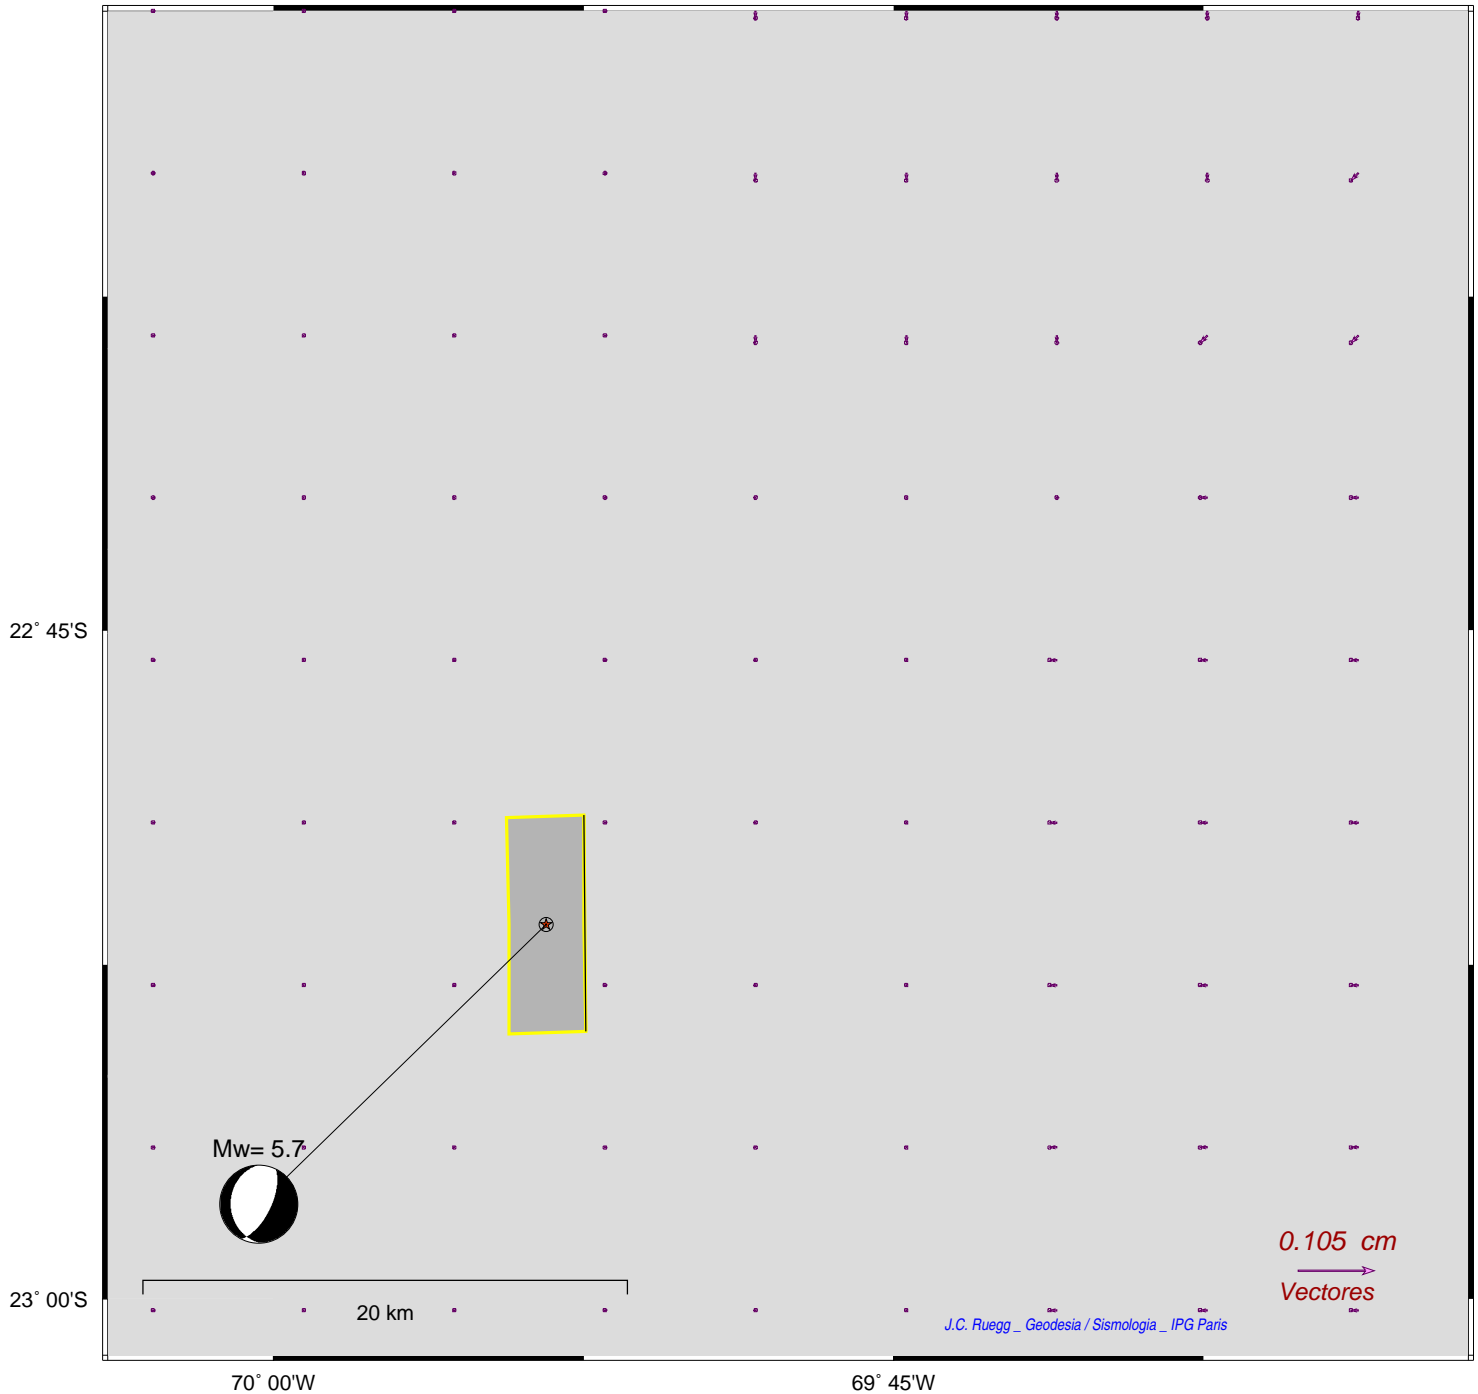 22° 45'S
Mw= 5.7
0.105 cm
Vectores
23° 00'S
20 km
J.C. Ruegg _ Geodesia / Sismologia _ IPG Paris
70° 00'W
69° 45'W